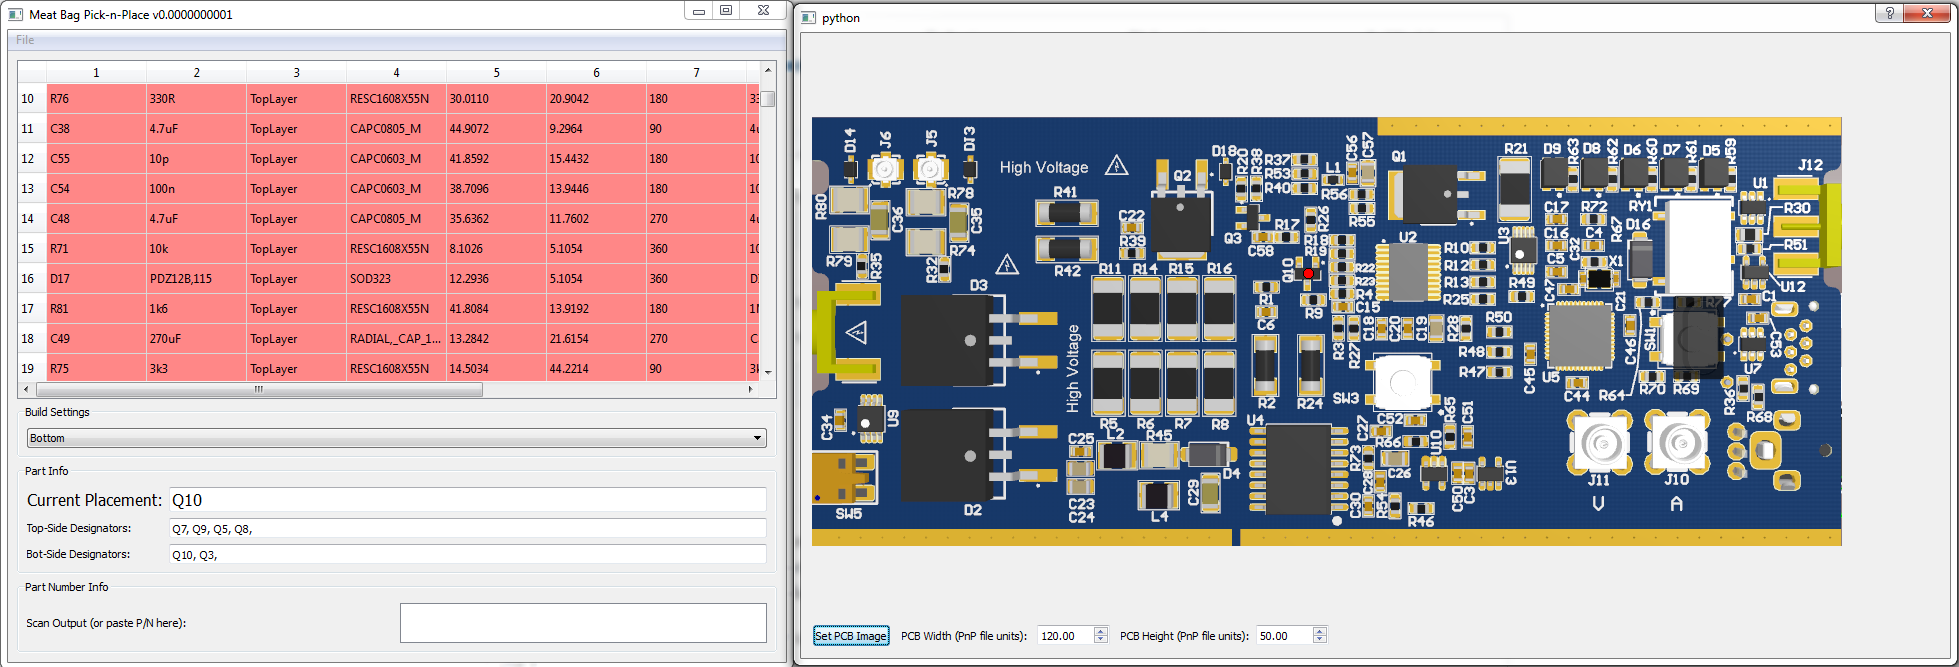 Meat Bag Pick-n-Place v0.0000000001
File
1 2 3 4 5 6 7
10 R76 330R TopLayer RESC1608X55N 30.0110 20.9042 180 33
11 C38 4.7uF TopLayer CAPC0805_M 44.9072 9.2964 90 4u
12 C55 10p TopLayer CAPC0603_M 41.8592 15.4432 180 10
13 C54 100n TopLayer CAPC0603_M 38.7096 13.9446 180 10
14 C48 4.7uF TopLayer CAPC0805_M 35.6362 11.7602 270 4u
15 R71 10k TopLayer RESC1608X55N 8.1026 5.1054 360 10
16 D17 PDZ12B,115 TopLayer SOD323 12.2936 5.1054 360 D
17 R81 1k6 TopLayer RESC1608X55N 41.8084 13.9192 180
18 C49 270uF TopLayer RADIAL,_CAP_1... 13.2842 21.6154 270 C
19 R75 3k3 TopLayer RESC1608X55N 14.5034 44.2214 90 3k
Build Settings
Bottom
Part Info
Current Placement: Q10
Top-Side Designators: Q7, Q9, Q5, Q8,
Bot-Side Designators: Q10, Q3,
Part Number Info
Scan Output (or paste P/N here):
python
D14 J6 J5 D13 High Voltage Q2 D18 R20 R38 R37 R53 R40 L1 R56 C56 C57 Q1 R21 D9 R63 D8 R62 D6 R60 D7 R61 D5 R59 J12
R80 C36 R78 C35 R41 C22 R39 Q3 C58 R17 R26 R55 U2 U3 C17 R72 R67 RY1 U1 R30
R79 R35 R32 R74 R42 Q10 R18 R19 R10 C16 C32 C4 D16 R51
D3 R11 R14 R15 R16 R22 R23 R12 R13 R25 R49 C5 C47 X1 C21 U12
High Voltage R1 C6 R9 R4 C15 R3 R27 C18 C20 C19 R28 R50 R48 R47 C45 U5 C46 SW1 R77 C1 C63 U7
C34 U9 R5 R6 R7 R8 R2 R24 SW3 C44 R64 R70 R69 R36 R68
L2 R45 C25 D4 U4 C27 C52 R65 C51 R66 U10
SW5 D2 C23 C24 L4 C29 R73 C28 C26 C30 R54 R46 C50 C3 U13 J11 J10
V A
Set PCB Image PCB Width (PnP file units): 120.00 PCB Height (PnP file units): 50.00